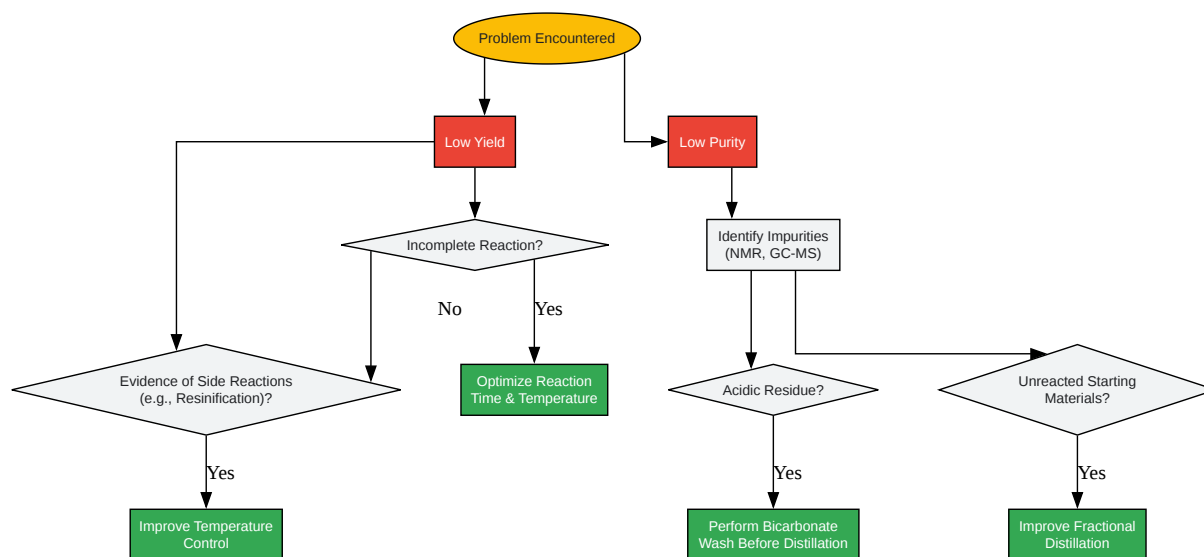 Problem Encountered
Low Yield
Low Purity
Incomplete Reaction?
Identify Impurities
(NMR, GC-MS)
No
Yes
Evidence of Side Reactions
(e.g., Resinification)?
Optimize Reaction
Time & Temperature
Acidic Residue?
Unreacted Starting
Materials?
Yes
Yes
Yes
Improve Temperature
Control
Perform Bicarbonate
Wash Before Distillation
Improve Fractional
Distillation